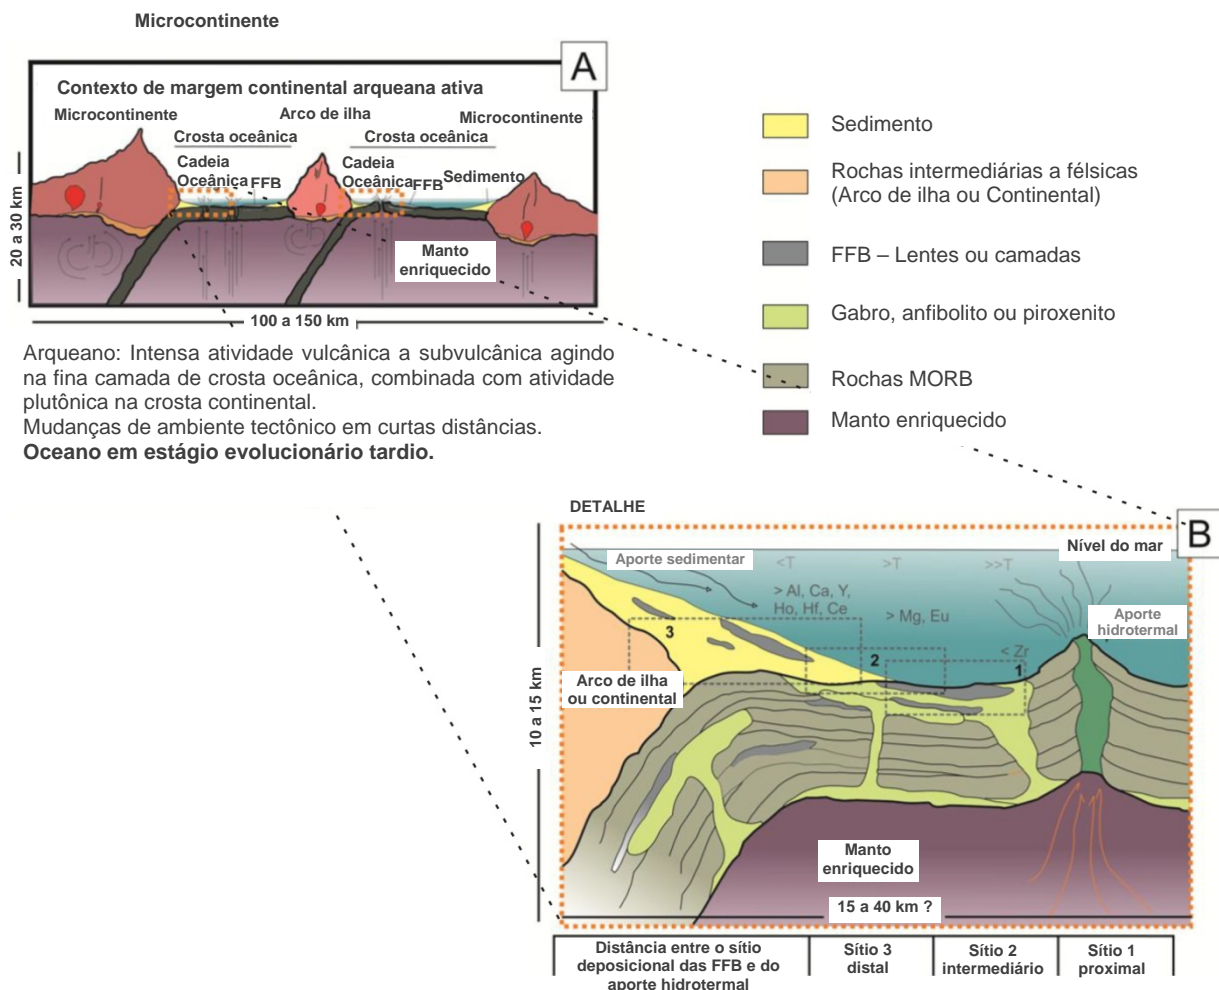 Microcontinente
A
Contexto de margem continental arqueana ativa
Microcontinente
Arco de ilha
Microcontinente
Crosta oceânica
Crosta oceânica
Cadeia
Oceânica
FFB
Cadeia
Oceânica
FFB
Sedimento
Manto
enriquecido
20 a 30 km
100 a 150 km
Arqueano: Intensa atividade vulcânica a subvulcânica agindo
na fina camada de crosta oceânica, combinada com atividade
plutônica na crosta continental.
Mudanças de ambiente tectônico em curtas distâncias.
Oceano em estágio evolucionário tardio.
Sedimento
Rochas intermediárias a félsicas
(Arco de ilha ou Continental)
FFB – Lentes ou camadas
Gabro, anfibolito ou piroxenito
Rochas MORB
Manto enriquecido
DETALHE
B
Nível do mar
Aporte sedimentar
<T
>T
>>T
> Al, Ca, Y,
Ho, Hf, Ce
> Mg, Eu
Aporte
hidrotermal
< Zr
3
2
1
Arco de ilha
ou continental
10 a 15 km
Manto
enriquecido
15 a 40 km ?
Distância entre o sítio
deposicional das FFB e do
aporte hidrotermal
Sítio 3
distal
Sítio 2
intermediário
Sítio 1
proximal